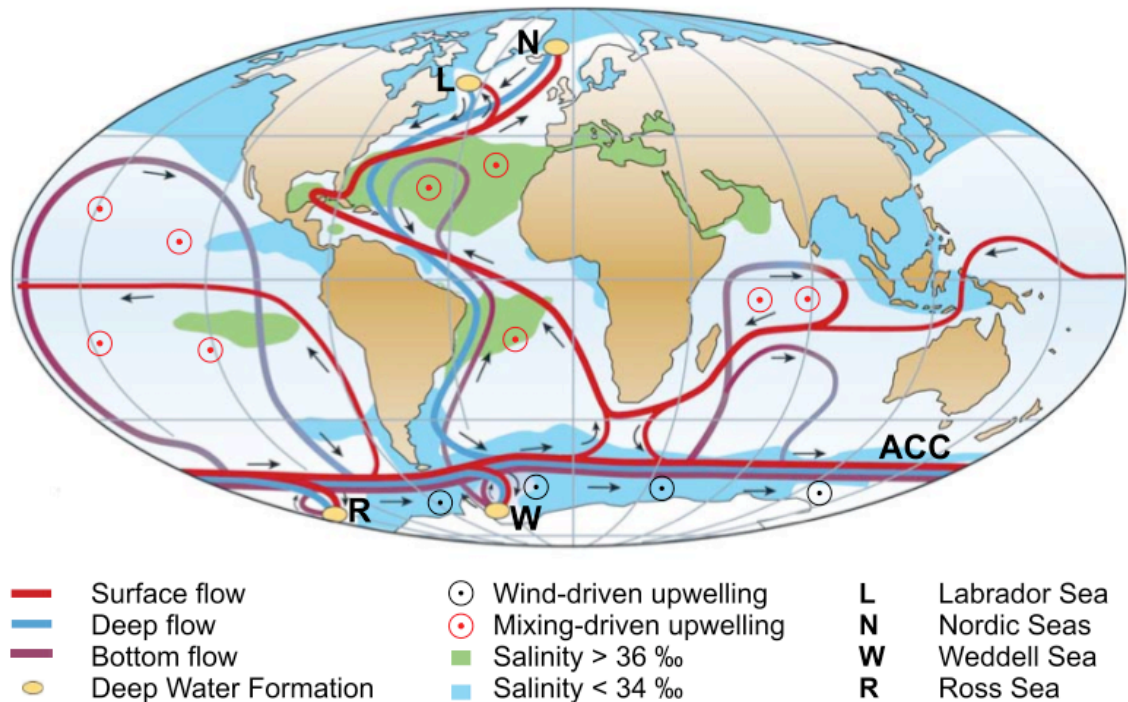 N
L
ACC
R
W
Surface flow
Deep flow
Bottom flow
Deep Water Formation
Wind-driven upwelling
Mixing-driven upwelling
Salinity > 36 ‰
Salinity < 34 ‰
L Labrador Sea
N Nordic Seas
W Weddell Sea
R Ross Sea